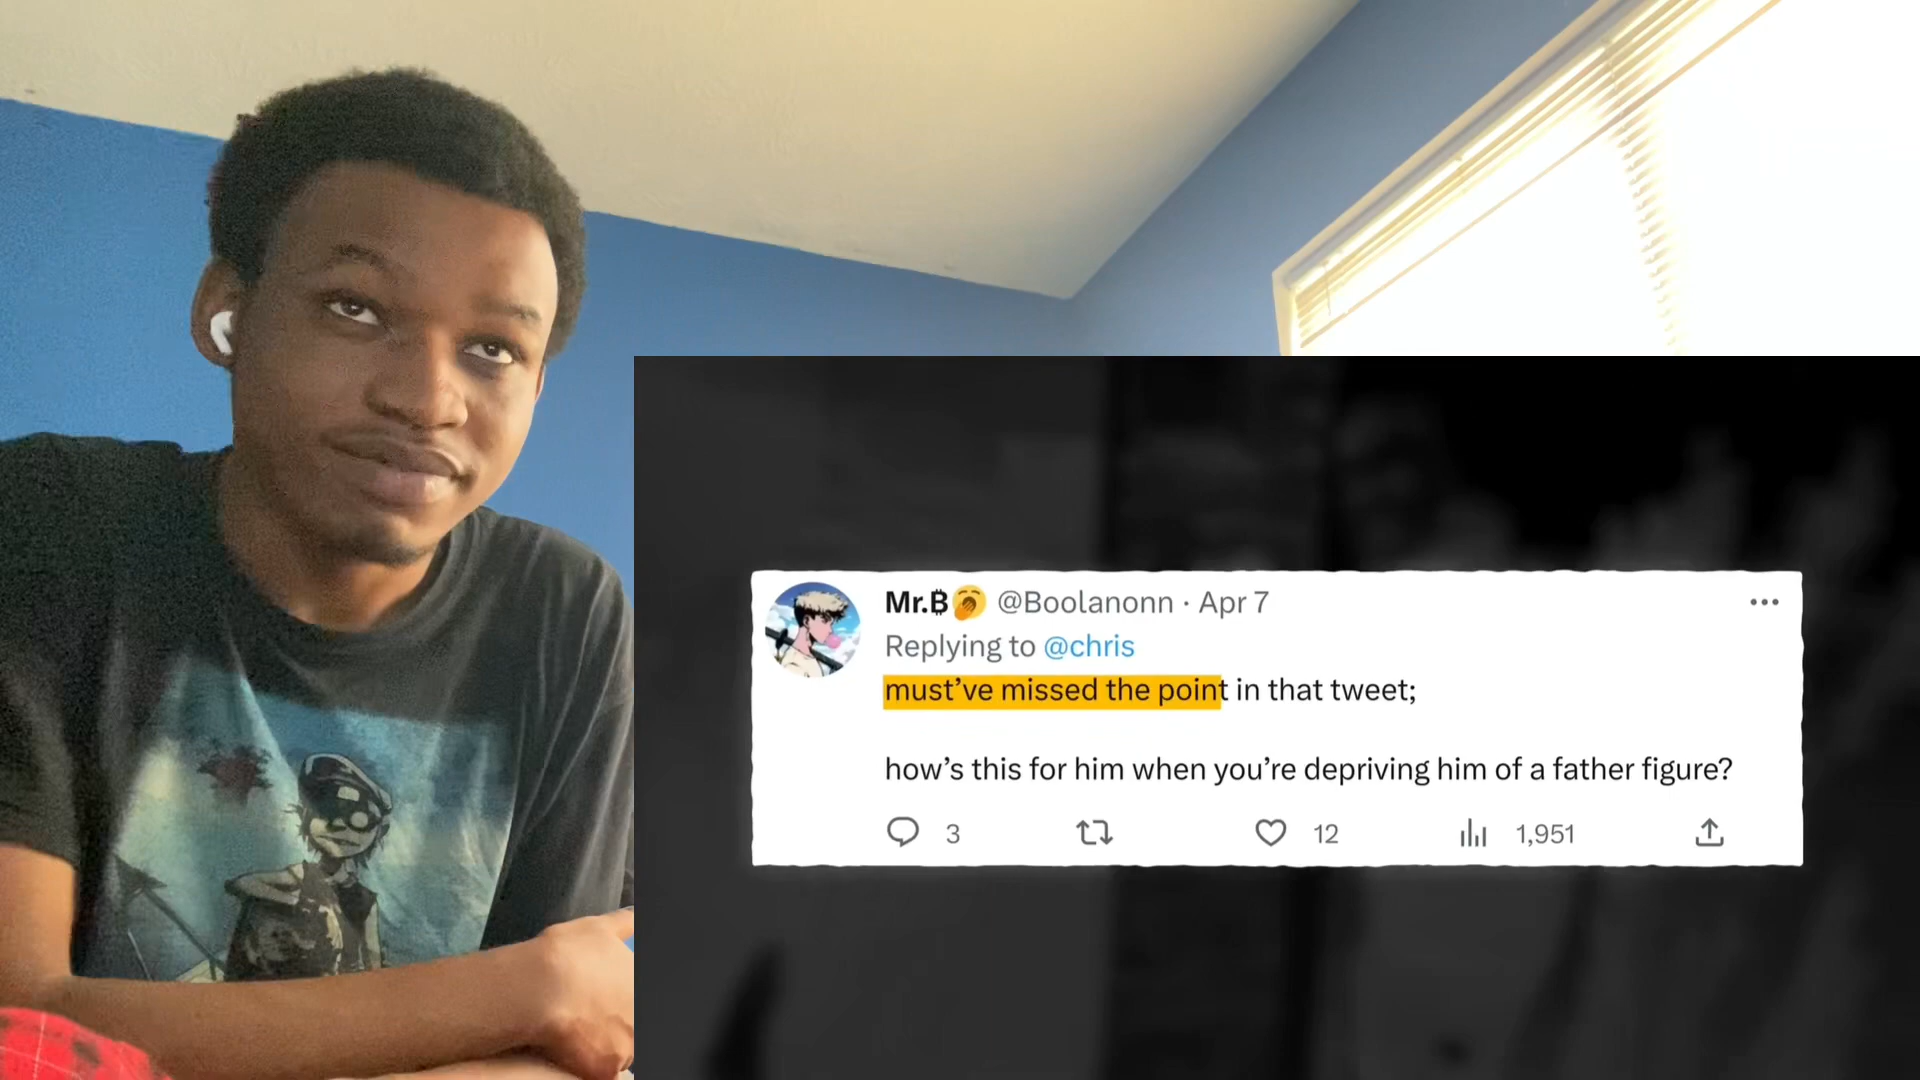 Mr.₿🥱 @Boolanonn · Apr 7
Replying to @chris
must’ve missed the point in that tweet;
how’s this for him when you’re depriving him of a father figure?
3 12 1,951